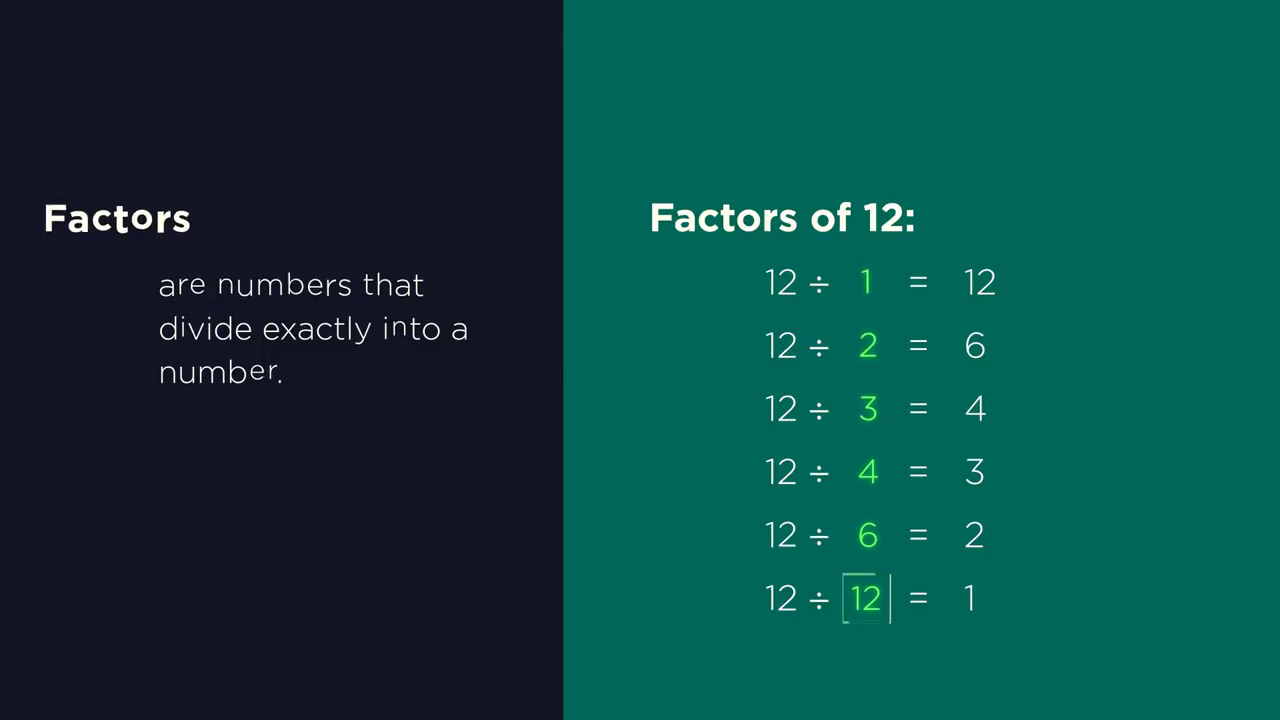 Factors
are numbers that
divide exactly into a
number.
Factors of 12:
12 ÷ 1 = 12
12 ÷ 2 = 6
12 ÷ 3 = 4
12 ÷ 4 = 3
12 ÷ 6 = 2
12 ÷ 12 = 1